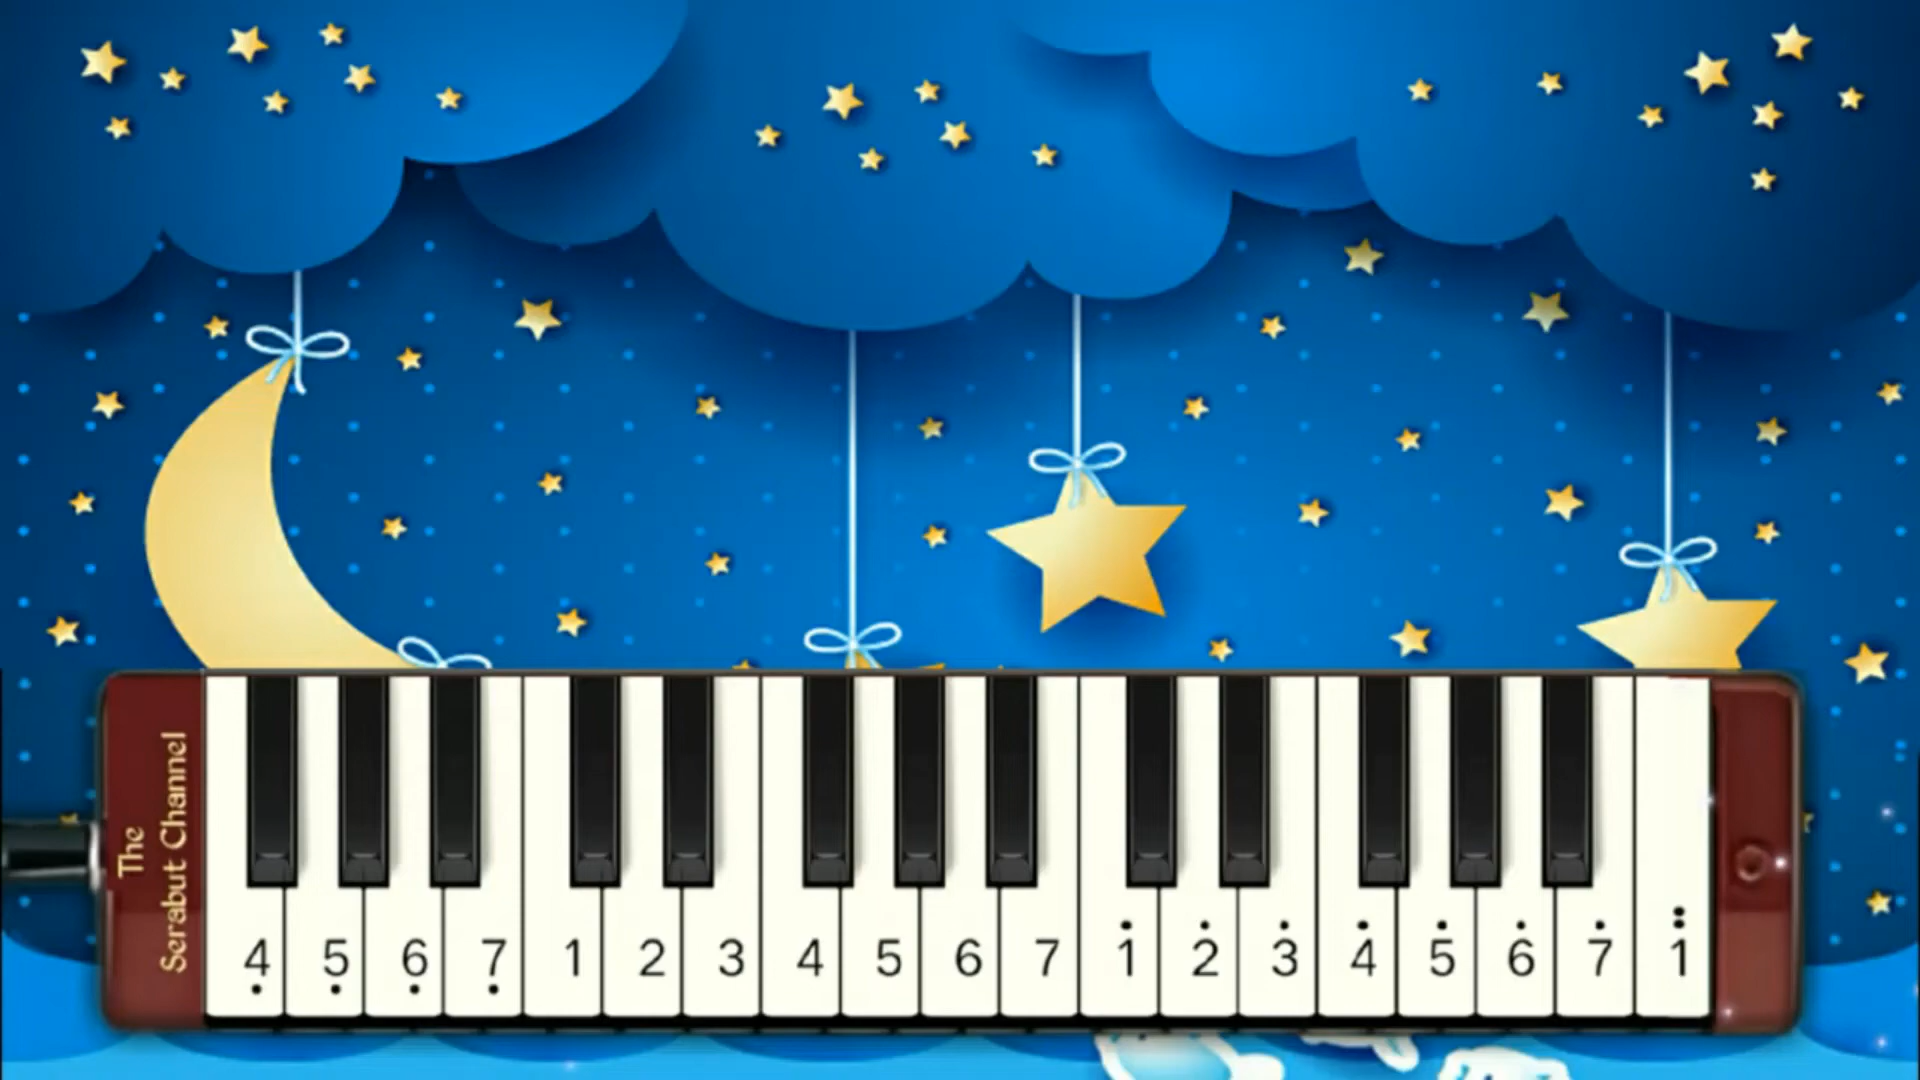 The
Serabut Channel
4̣ 5̣ 6̣ 7̣ 1 2 3 4 5 6 7 1̇ 2̇ 3̇ 4̇ 5̇ 6̇ 7̇ 1̈